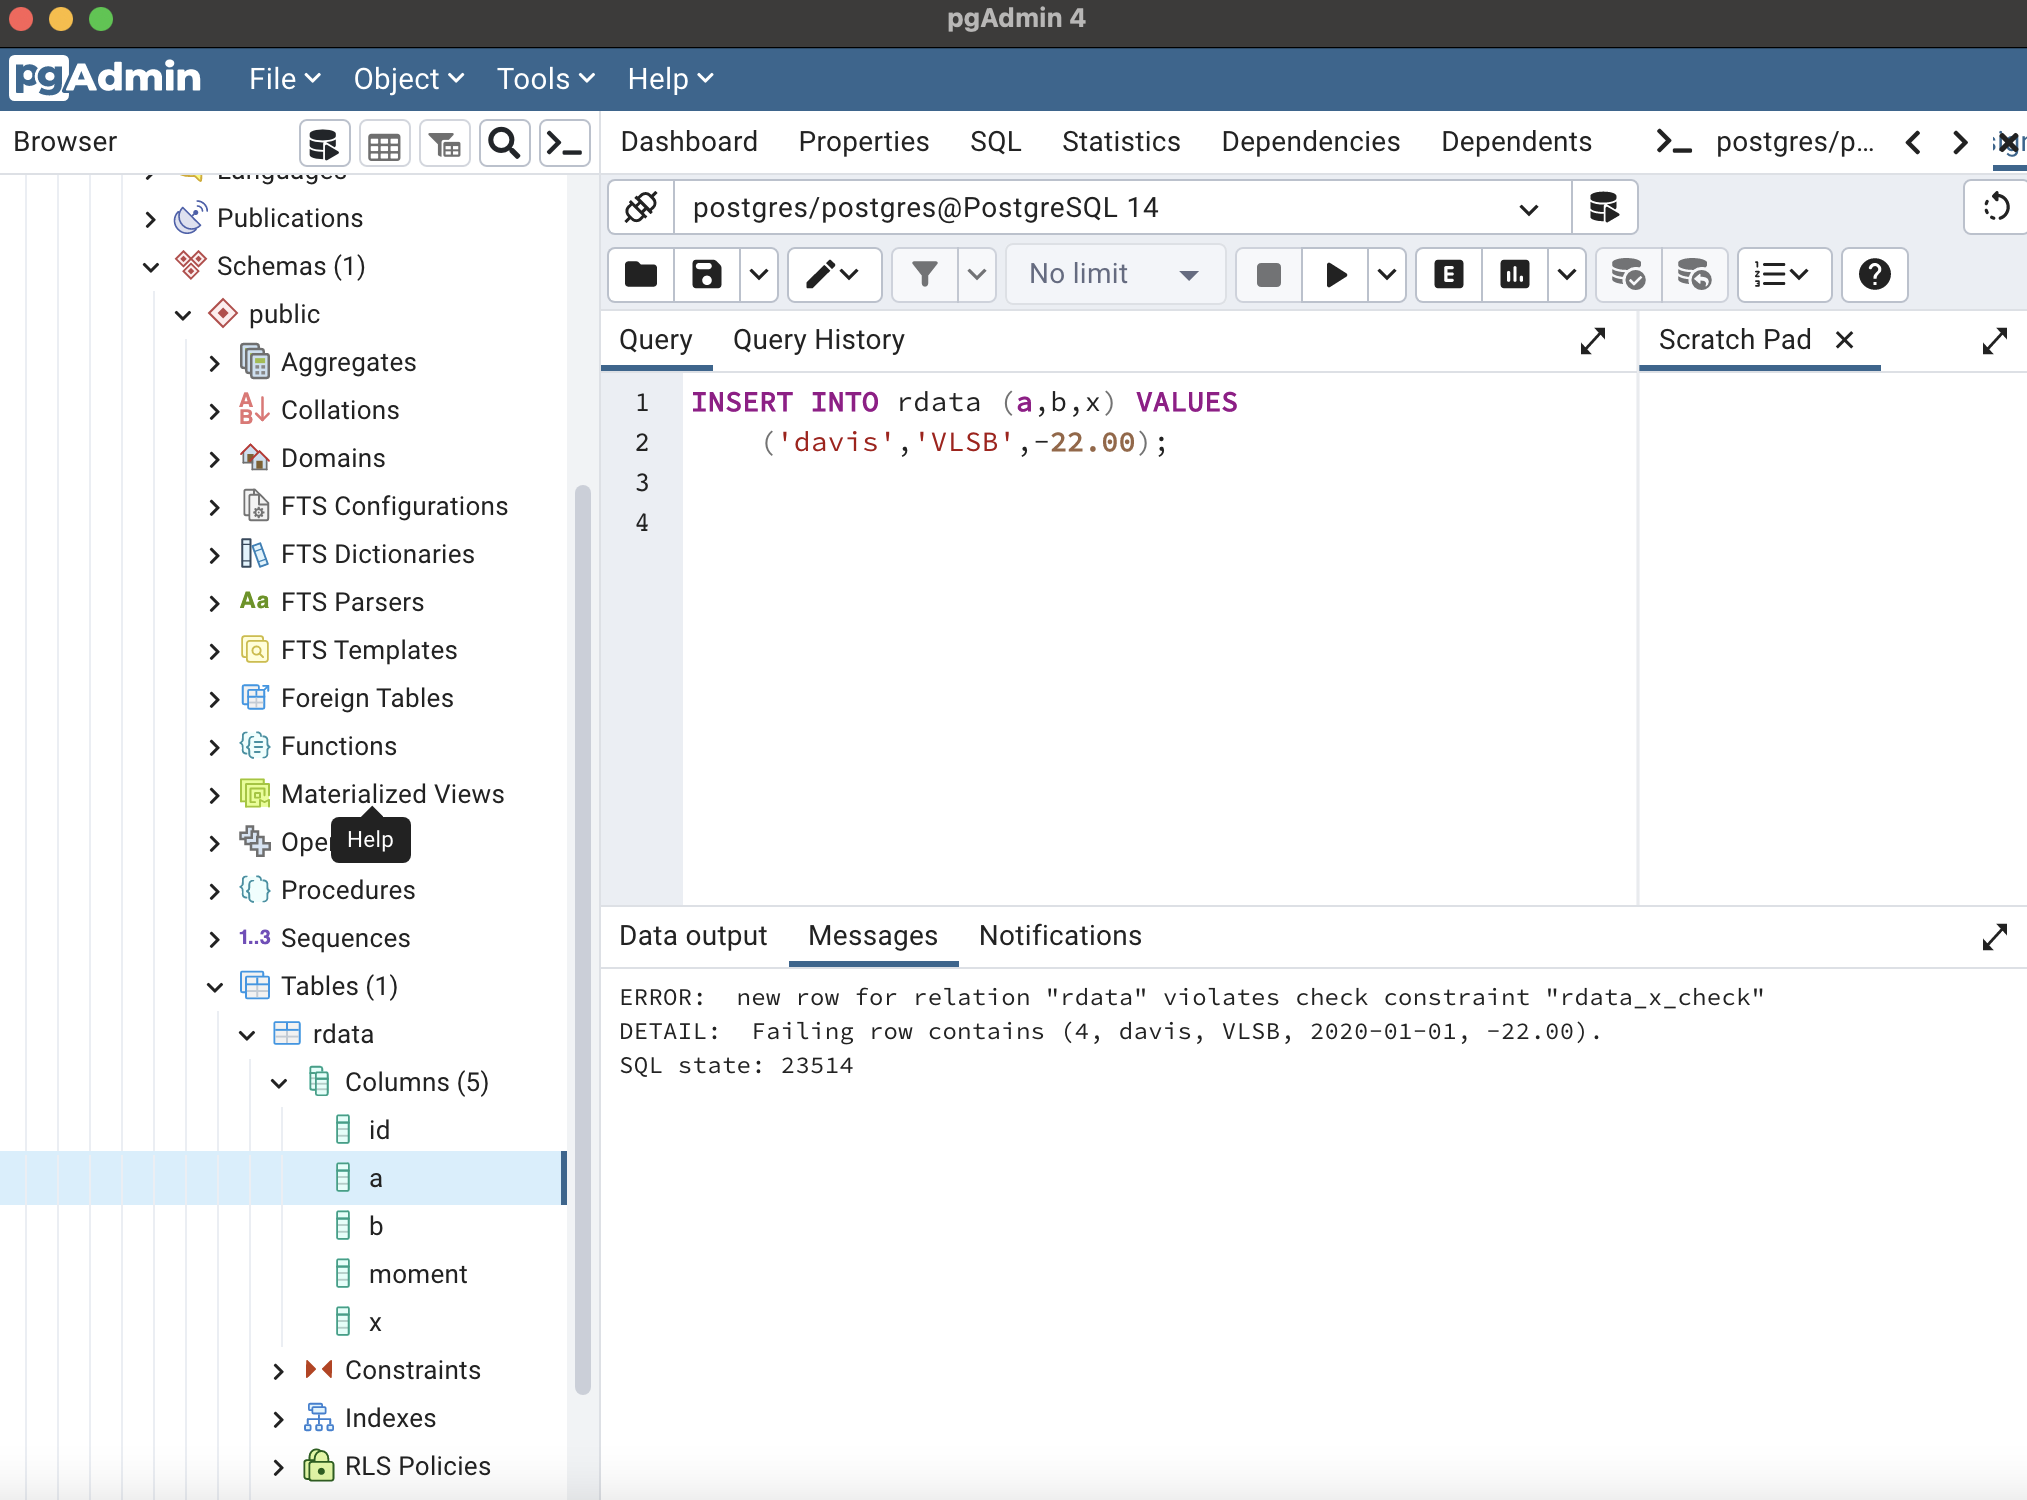 pgAdmin 4
pgAdmin File Object Tools Help
Browser
Dashboard Properties SQL Statistics Dependencies Dependents postgres/p...
Languages
Publications
Schemas (1)
public
Aggregates
Collations
Domains
FTS Configurations
FTS Dictionaries
Aa FTS Parsers
FTS Templates
Foreign Tables
Functions
Materialized Views
Help
Procedures
1..3 Sequences
Tables (1)
rdata
Columns (5)
id
a
b
moment
x
Constraints
Indexes
RLS Policies
postgres/postgres@PostgreSQL 14
No limit
E
Query Query History
Scratch Pad
1 INSERT INTO rdata (a,b,x) VALUES
2 ('davis','VLSB',-22.00);
3
4
Data output Messages Notifications
ERROR: new row for relation "rdata" violates check constraint "rdata_x_check"
DETAIL: Failing row contains (4, davis, VLSB, 2020-01-01, -22.00).
SQL state: 23514